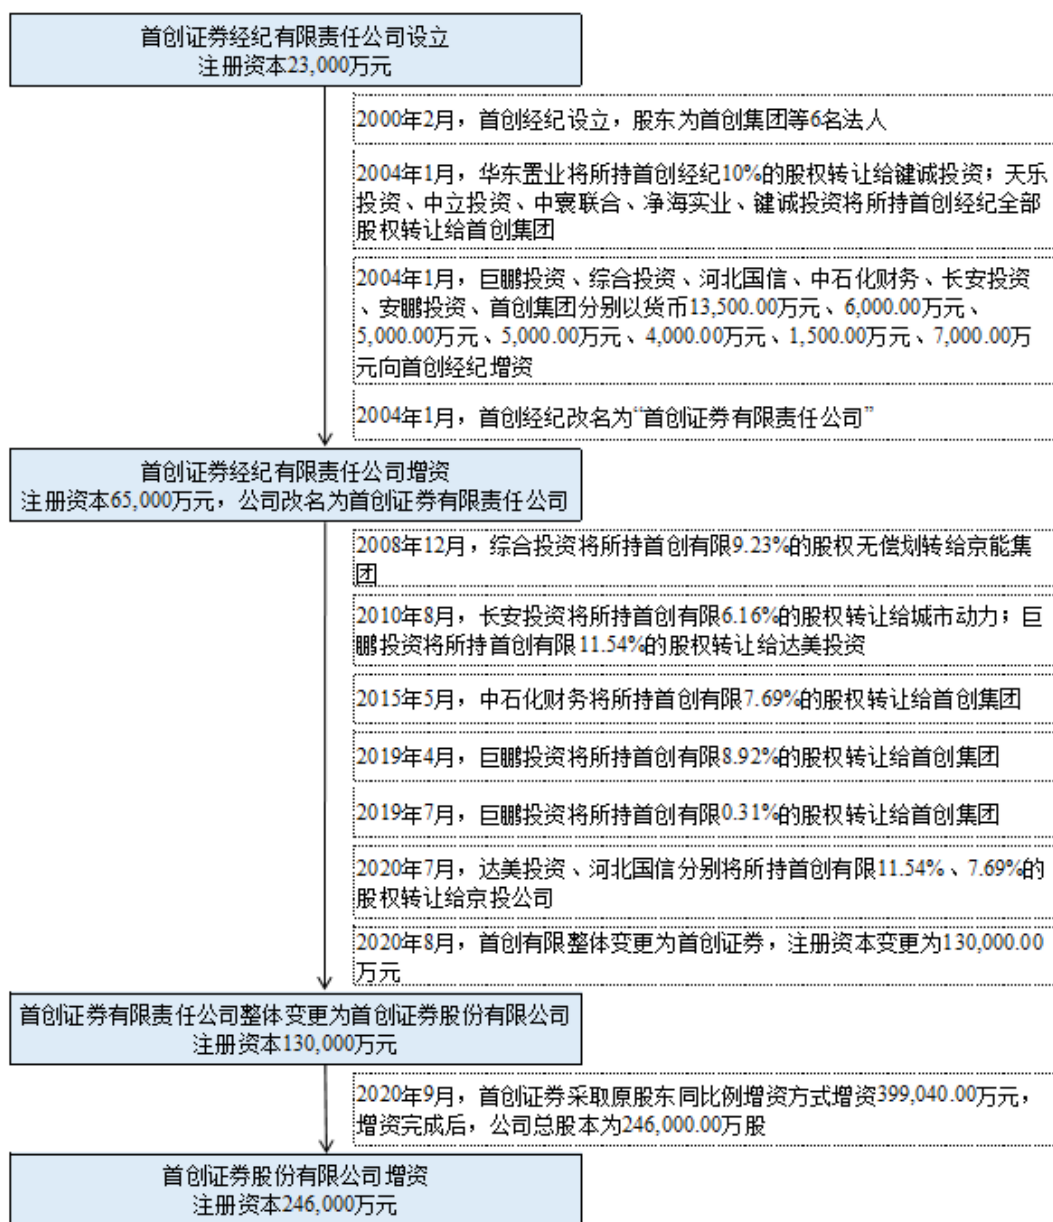 首创证券经纪有限责任公司设立
注册资本23,000万元
2000年2月，首创经纪设立，股东为首创集团等6名法人
2004年1月，华东置业将所持首创经纪10%的股权转让给键诚投资；天乐
投资、中立投资、中寰联合、净海实业、键诚投资将所持首创经纪全部
股权转让给首创集团
2004年1月，巨鹏投资、综合投资、河北国信、中石化财务、长安投资
、安鹏投资、首创集团分别以货币13,500.00万元、6,000.00万元、
5,000.00万元、5,000.00万元、4,000.00万元、1,500.00万元、7,000.00万
元向首创经纪增资
2004年1月，首创经纪改名为“首创证券有限责任公司”
首创证券经纪有限责任公司增资
注册资本65,000万元，公司改名为首创证券有限责任公司
2008年12月，综合投资将所持首创有限9.23%的股权无偿划转给京能集
团
2010年8月，长安投资将所持首创有限6.16%的股权转让给城市动力；巨
鹏投资将所持首创有限11.54%的股权转让给达美投资
2015年5月，中石化财务将所持首创有限7.69%的股权转让给首创集团
2019年4月，巨鹏投资将所持首创有限8.92%的股权转让给首创集团
2019年7月，巨鹏投资将所持首创有限0.31%的股权转让给首创集团
2020年7月，达美投资、河北国信分别将所持首创有限11.54%、7.69%的
股权转让给京投公司
2020年8月，首创有限整体变更为首创证券，注册资本变更为130,000.00
万元
首创证券有限责任公司整体变更为首创证券股份有限公司
注册资本130,000万元
2020年9月，首创证券采取原股东同比例增资方式增资399,040.00万元，
增资完成后，公司总股本为246,000.00万股
首创证券股份有限公司增资
注册资本246,000万元